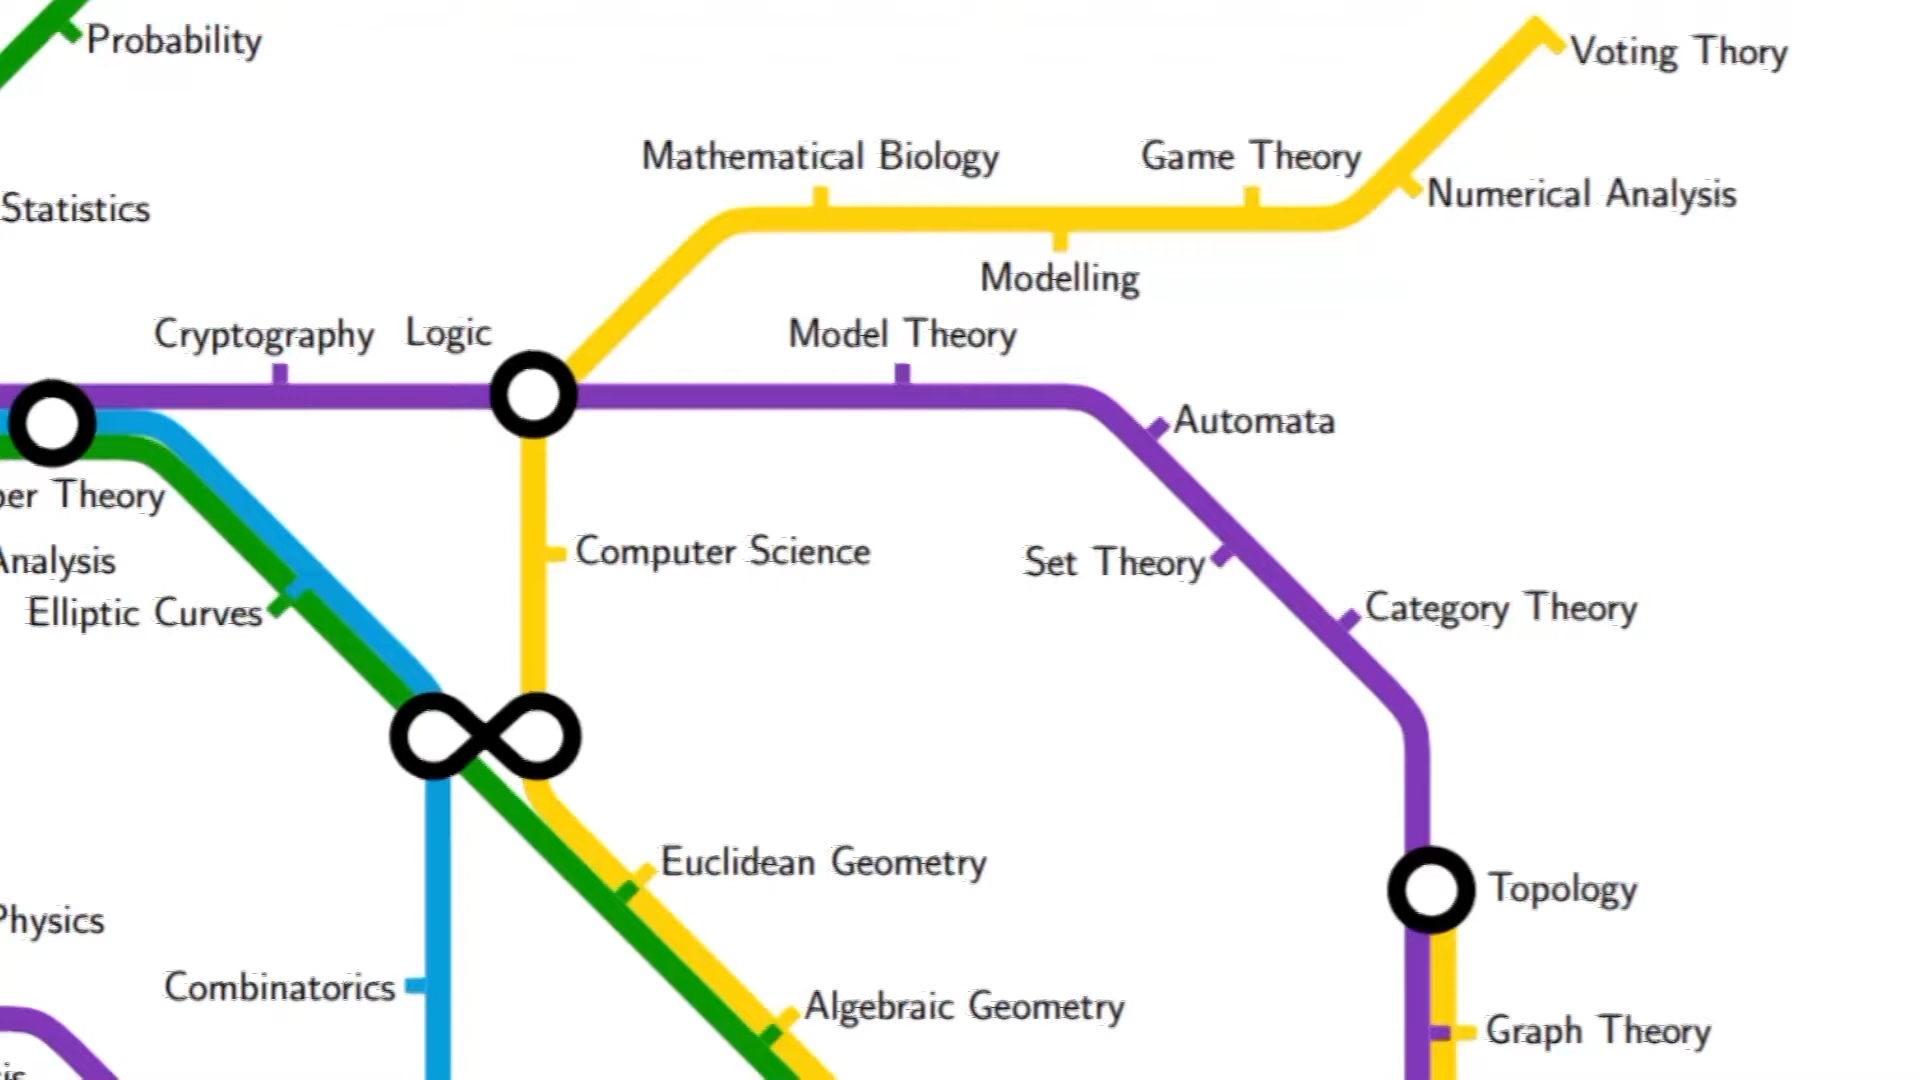 Probability
Voting Thory
Mathematical Biology
Game Theory
Numerical Analysis
Statistics
Modelling
Cryptography
Logic
Model Theory
Automata
Theory
Computer Science
Set Theory
Analysis
Elliptic Curves
Category Theory
Euclidean Geometry
Topology
Physics
Combinatorics
Algebraic Geometry
Graph Theory